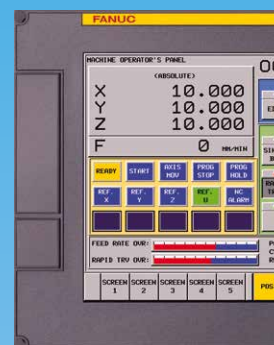 FANUC
MACHINE OPERATOR'S PANEL
(ABSOLUTE)
X 10.000
Y 10.000
Z 10.000
F 0 MM/MIN
READY START AXIS MOV PROG STOP PROG HOLD
REF. X REF. Y REF. Z REF. U NC ALARM
FEED RATE OVR:
RAPID TRV OVR:
SCREEN 1 SCREEN 2 SCREEN 3 SCREEN 4 SCREEN 5 POS